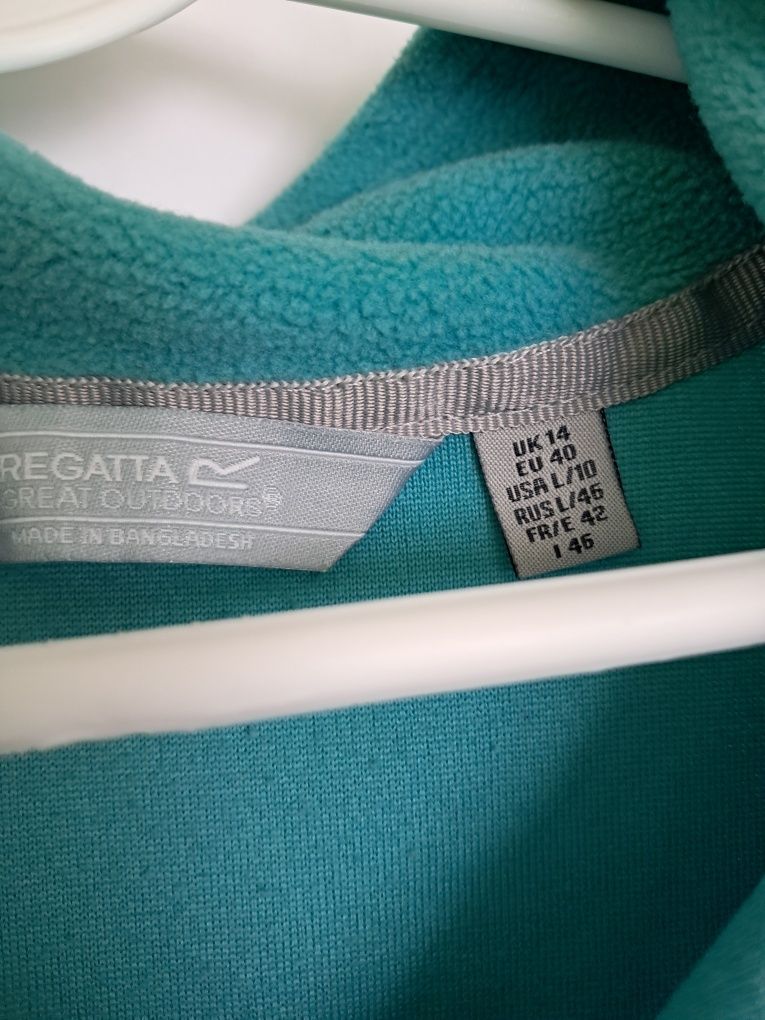 REGATTA
GREAT OUTDOORS®
MADE IN BANGLADESH
UK 14
EU 40
USA L/10
RUS L/46
FR/E 42
I 46